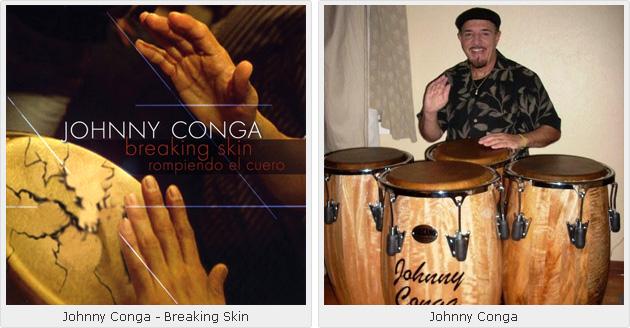 JOHNNY CONGA
breaking skin
rompiendo el cuero
Johnny
Conga
Johnny Conga - Breaking Skin
Johnny Conga